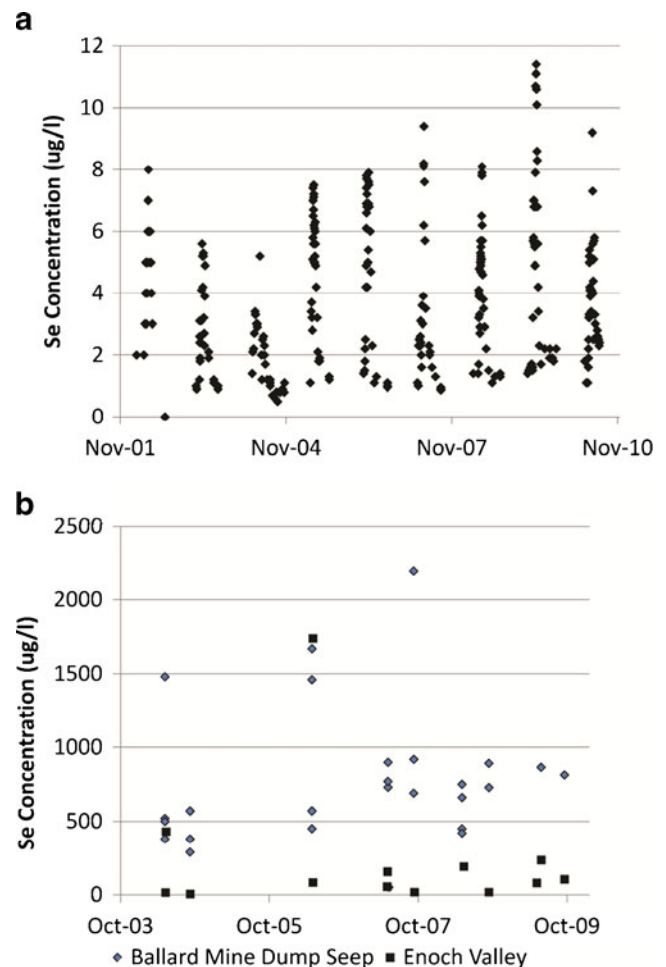 a
Se Concentration (ug/l)
12
10
8
6
4
2
0
Nov-01 Nov-04 Nov-07 Nov-10
b
Se Concentration (ug/l)
2500
2000
1500
1000
500
0
Oct-03 Oct-05 Oct-07 Oct-09
Ballard Mine Dump Seep Enoch Valley